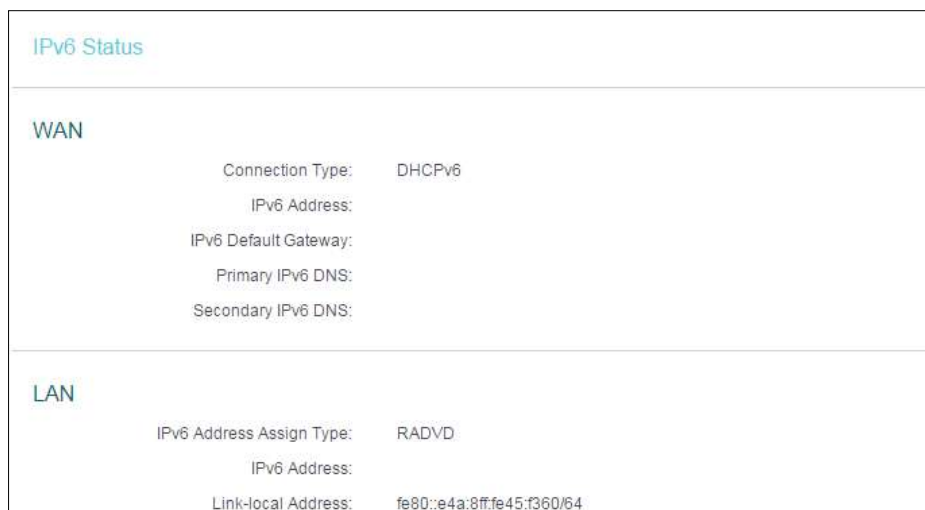 IPv6 Status
WAN
Connection Type: DHCPv6
IPv6 Address:
IPv6 Default Gateway:
Primary IPv6 DNS:
Secondary IPv6 DNS:
LAN
IPv6 Address Assign Type: RADVD
IPv6 Address:
Link-local Address: fe80::e4a:8ff:fe45:f360/64